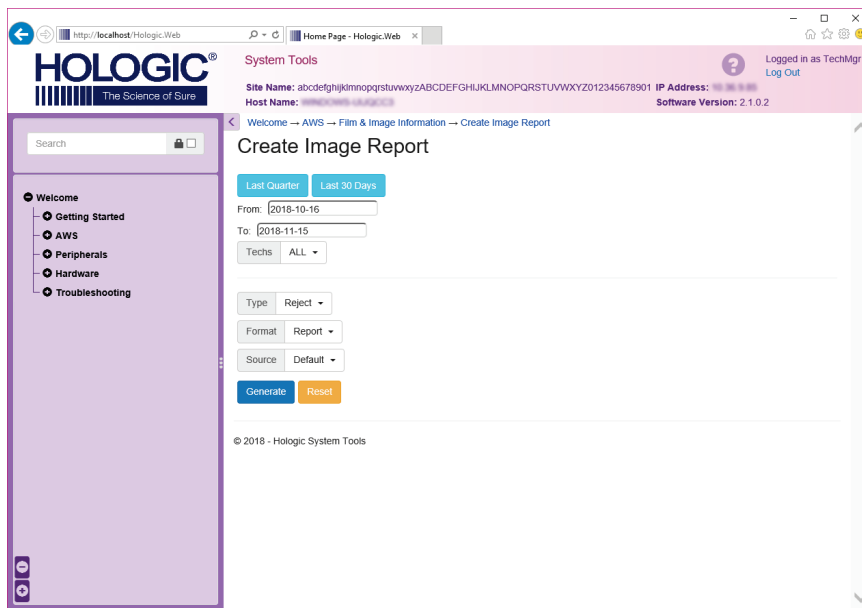 http://localhost/Hologic.Web
Home Page - Hologic.Web
HOLOGIC®
The Science of Sure
System Tools
Logged in as TechMgr
Log Out
Site Name: abcdefghijklmnopqrstuvwxyzABCDEFGHIJKLMNOPQRSTUVWXYZ012345678901 IP Address:
Host Name:
Software Version: 2.1.0.2
Search
Welcome
Getting Started
AWS
Peripherals
Hardware
Troubleshooting
Welcome → AWS → Film & Image Information → Create Image Report
Create Image Report
Last Quarter Last 30 Days
From: 2018-10-16
To: 2018-11-15
Techs ALL
Type Reject
Format Report
Source Default
Generate Reset
© 2018 - Hologic System Tools